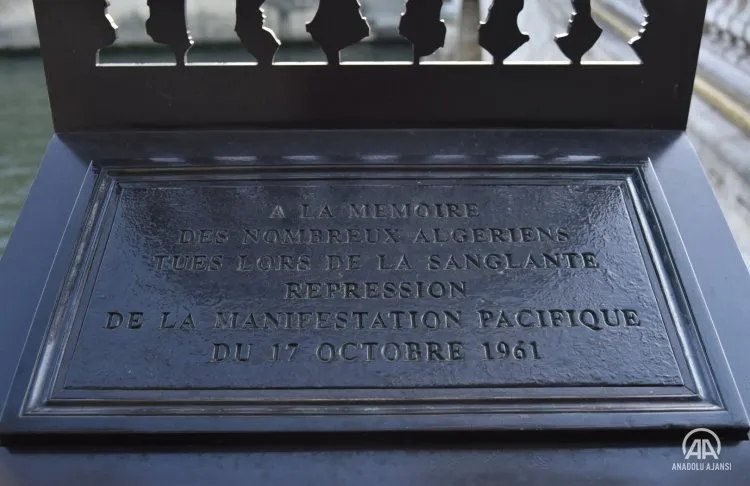 A LA MEMOIRE
DES NOMBREUX ALGERIENS
TUES LORS DE LA SANGLANTE
REPRESSION
DE LA MANIFESTATION PACIFIQUE
DU 17 OCTOBRE 1961
AA
ANADOLU AJANSI